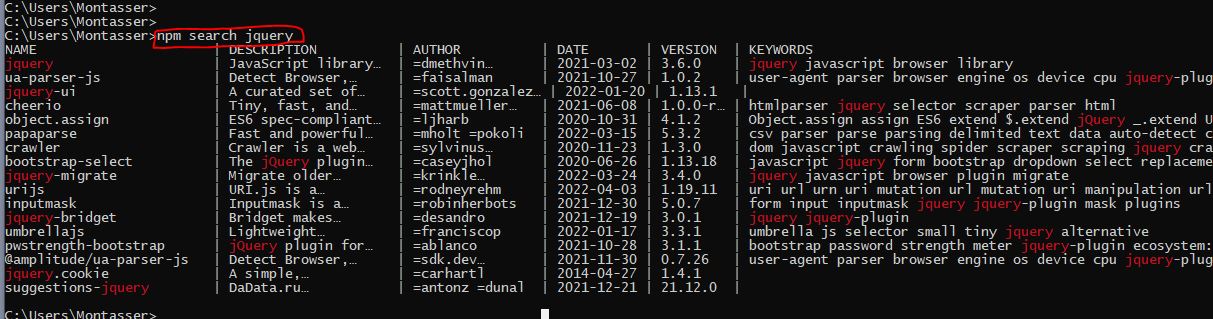 C:\Users\Montasser>
C:\Users\Montasser>
C:\Users\Montasser>npm search jquery
NAME | DESCRIPTION | AUTHOR | DATE | VERSION | KEYWORDS
jquery | JavaScript library… | =dmethvin… | 2021-03-02 | 3.6.0 | jquery javascript browser library
ua-parser-js | Detect Browser,… | =faisalman | 2021-10-27 | 1.0.2 | user-agent parser browser engine os device cpu jquery-plug
jquery-ui | A curated set of… | =scott.gonzalez… | 2022-01-20 | 1.13.1 |
cheerio | Tiny, fast, and… | =mattmueller… | 2021-06-08 | 1.0.0-r… | htmlparser jquery selector scraper parser html
object.assign | ES6 spec-compliant… | =ljharb | 2020-10-31 | 4.1.2 | Object.assign assign ES6 extend $.extend jQuery _.extend U
papaparse | Fast and powerful… | =mholt =pokoli | 2022-03-15 | 5.3.2 | csv parser parse parsing delimited text data auto-detect c
crawler | Crawler is a web… | =sylvinus… | 2020-11-23 | 1.3.0 | dom javascript crawling spider scraper scraping jquery cra
bootstrap-select | The jQuery plugin… | =caseyjhol | 2020-06-26 | 1.13.18 | javascript jquery form bootstrap dropdown select replaceme
jquery-migrate | Migrate older… | =krinkle… | 2022-03-24 | 3.4.0 | jquery javascript browser plugin migrate
urijs | URI.js is a… | =rodneyrehm | 2022-04-03 | 1.19.11 | uri url urn uri mutation url mutation uri manipulation url
inputmask | Inputmask is a… | =robinherbots | 2021-12-30 | 5.0.7 | form input inputmask jquery jquery-plugin mask plugins
jquery-bridget | Bridget makes… | =desandro | 2021-12-19 | 3.0.1 | jquery jquery-plugin
umbrellajs | Lightweight… | =franciscop | 2022-01-17 | 3.3.1 | umbrella js selector small tiny jquery alternative
pwstrength-bootstrap | jQuery plugin for… | =ablanco | 2021-10-28 | 3.1.1 | bootstrap password strength meter jquery-plugin ecosystem:
@amplitude/ua-parser-js | Detect Browser,… | =sdk.dev… | 2021-11-30 | 0.7.26 | user-agent parser browser engine os device cpu jquery-plug
jquery.cookie | A simple,… | =carhartl | 2014-04-27 | 1.4.1 |
suggestions-jquery | DaData.ru… | =antonz =dunal | 2021-12-21 | 21.12.0 |
C:\Users\Montasser>